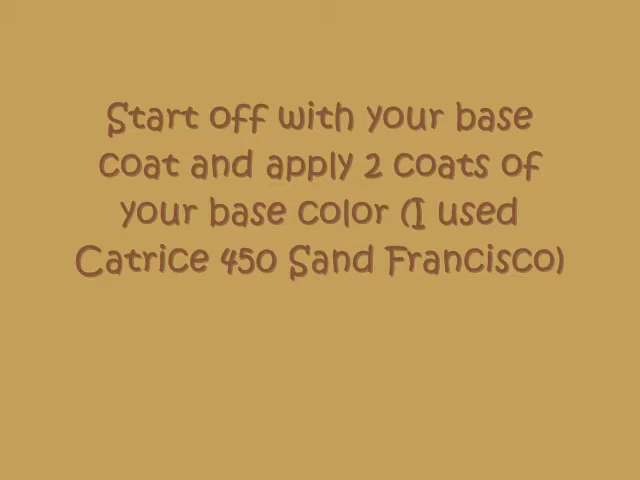 Start off with your base
coat and apply 2 coats of
your base color (I used
Catrice 450 Sand Francisco)